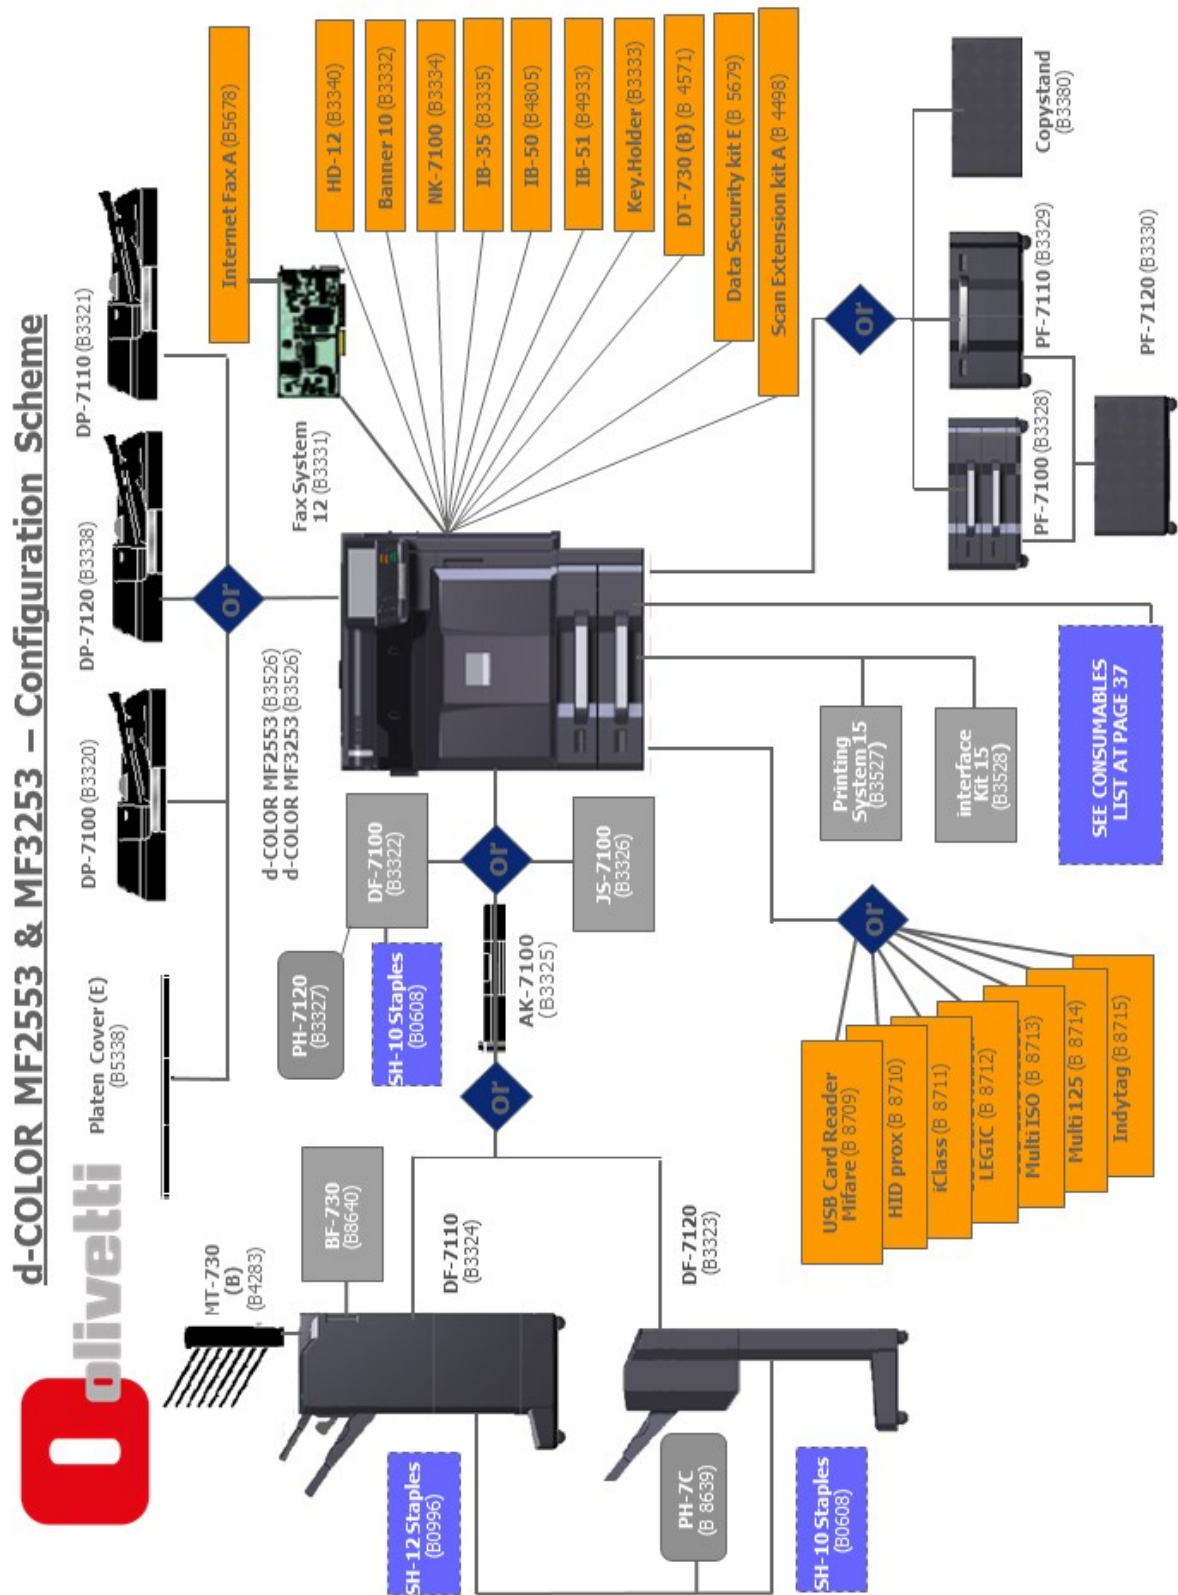 d-COLOR MF2553 & MF3253 – Configuration Scheme
olivetti
Platen Cover (E)
(B5338)
DP-7100 (B3320)
DP-7120 (B3338)
DP-7110 (B3321)
or
Internet Fax A (B5678)
Fax System
12 (B3331)
d-COLOR MF2553 (B3526)
d-COLOR MF3253 (B3526)
HD-12 (B3340)
Banner 10 (B3332)
NK-7100 (B3334)
IB-35 (B3335)
IB-50 (B4805)
IB-51 (B4933)
Key.Holder (B3333)
DT-730 (B) (B 4571)
Data Security kit E (B 5679)
Scan Extension kit A (B 4498)
MT-730
(B)
(B4283)
BF-730
(B8640)
PH-7120
(B3327)
DF-7100
(B3322)
SH-10 Staples
(B0608)
or
JS-7100
(B3326)
AK-7100
(B3325)
or
DF-7110
(B3324)
DF-7120
(B3323)
SH-12 Staples
(B0996)
PH-7C
(B 8639)
SH-10 Staples
(B0608)
or
Copystand
(B3380)
PF-7110 (B3329)
PF-7100 (B3328)
PF-7120 (B3330)
Printing
System 15
(B3527)
interface
Kit 15
(B3528)
SEE CONSUMABLES
LIST AT PAGE 37
or
USB Card Reader
Mifare (B 8709)
HID prox (B 8710)
iClass (B 8711)
LEGIC (B 8712)
Multi ISO (B 8713)
Multi 125 (B 8714)
Indytag (B 8715)